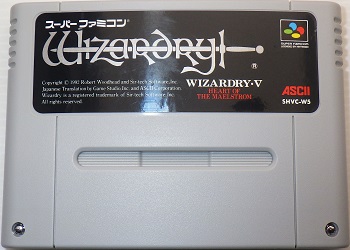 スーパーファミコン
Wizardry
®
SUPER FAMICOM
Copyright © 1992 Robert Woodhead and Sir-tech Software, Inc.
Japanese Translation by Game Studio Inc. and ASCII Corporation.
Wizardry is a registered trademark of Sir-tech Software, Inc.
All rights reserved.
WIZARDRY·V
HEART OF
THE MAELSTROM
ASCII
SHVC-W5